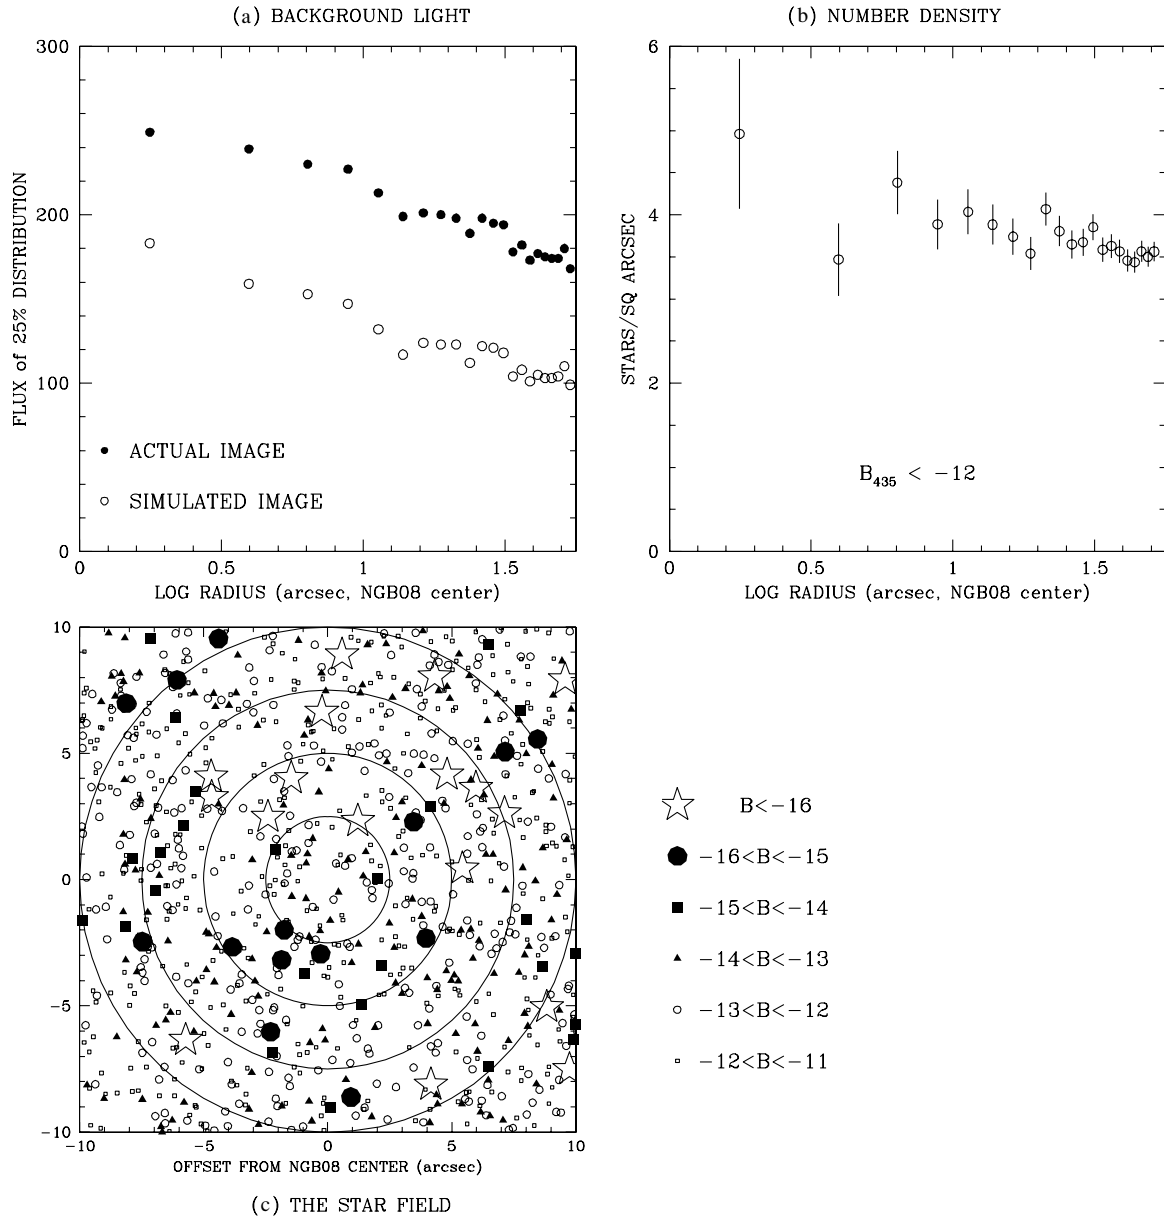 (a) BACKGROUND LIGHT
300
200
100
0
FLUX of 25% DISTRIBUTION
ACTUAL IMAGE
SIMULATED IMAGE
0 0.5 1 1.5
LOG RADIUS (arcsec, NGB08 center)
(b) NUMBER DENSITY
6
4
2
0
STARS/SQ ARCSEC
B435 < −12
0 0.5 1 1.5
LOG RADIUS (arcsec, NGB08 center)
10
5
0
−5
−10
−10 −5 0 5 10
OFFSET FROM NGB08 CENTER (arcsec)
(c) THE STAR FIELD
B<−16
−16<B<−15
−15<B<−14
−14<B<−13
−13<B<−12
−12<B<−11